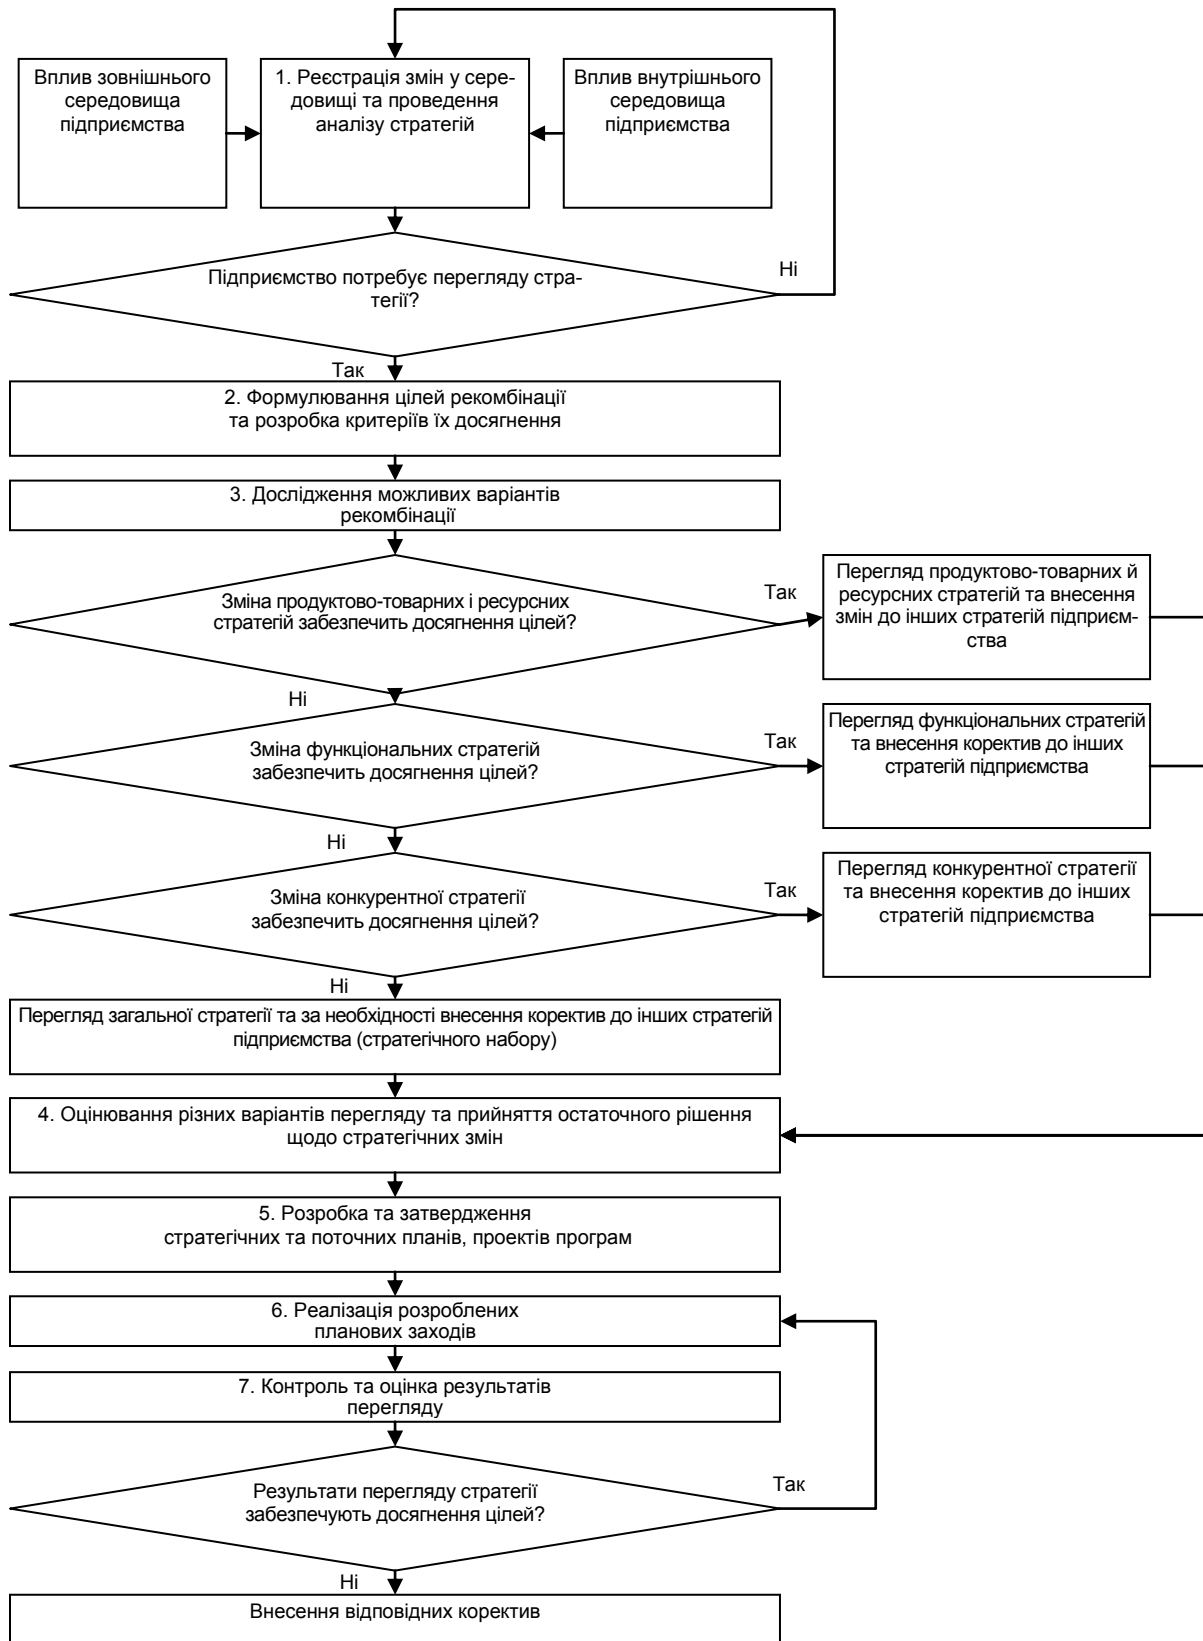 Вплив зовнішнього
середовища
підприємства
1. Реєстрація змін у сере-
довищі та проведення
аналізу стратегій
Вплив внутрішнього
середовища
підприємства
Підприємство потребує перегляду стра-
тегії?
Ні
Так
2. Формулювання цілей рекомбінації
та розробка критеріїв їх досягнення
3. Дослідження можливих варіантів
рекомбінації
Зміна продуктово-товарних і ресурсних
стратегій забезпечить досягнення цілей?
Так
Перегляд продуктово-товарних й
ресурсних стратегій та внесення
змін до інших стратегій підприєм-
ства
Ні
Зміна функціональних стратегій
забезпечить досягнення цілей?
Так
Перегляд функціональних стратегій
та внесення коректив до інших
стратегій підприємства
Ні
Зміна конкурентної стратегії
забезпечить досягнення цілей?
Так
Перегляд конкурентної стратегії
та внесення коректив до інших
стратегій підприємства
Ні
Перегляд загальної стратегії та за необхідності внесення коректив до інших стратегій
підприємства (стратегічного набору)
4. Оцінювання різних варіантів перегляду та прийняття остаточного рішення
щодо стратегічних змін
5. Розробка та затвердження
стратегічних та поточних планів, проектів програм
6. Реалізація розроблених
планових заходів
7. Контроль та оцінка результатів
перегляду
Результати перегляду стратегії
забезпечують досягнення цілей?
Так
Ні
Внесення відповідних коректив